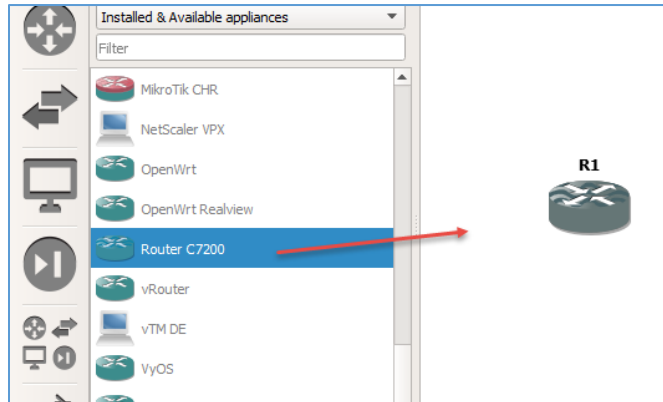 Installed & Available appliances
Filter
MikroTik CHR
NetScaler VPX
OpenWrt
OpenWrt Realview
Router C7200
vRouter
vTM DE
VyOS
R1